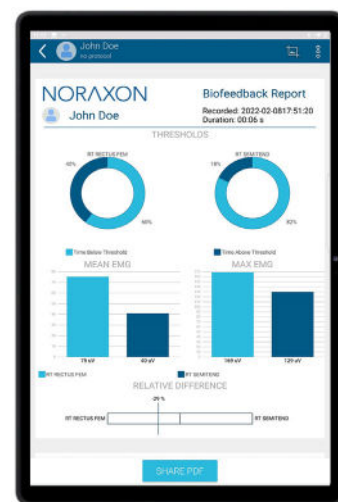 John Doe
no protocol
NORAXON
Biofeedback Report
John Doe
Recorded: 2022-02-0817:51:20
Duration: 00:06 s
THRESHOLDS
RT RECTUS FEM
RT SEMITEND
40%
60%
18%
82%
Time Below Threshold
Time Above Threshold
MEAN EMG
MAX EMG
40 uV
169 uV
129 uV
RT RECTUS FEM
RT SEMITEND
RELATIVE DIFFERENCE
-29 %
RT RECTUS FEM
RT SEMITEND
SHARE PDF